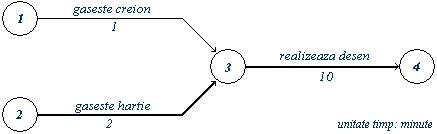 1
gaseste creion
1
3
realizeaza desen
10
4
2
gaseste hartie
2
unitate timp: minute